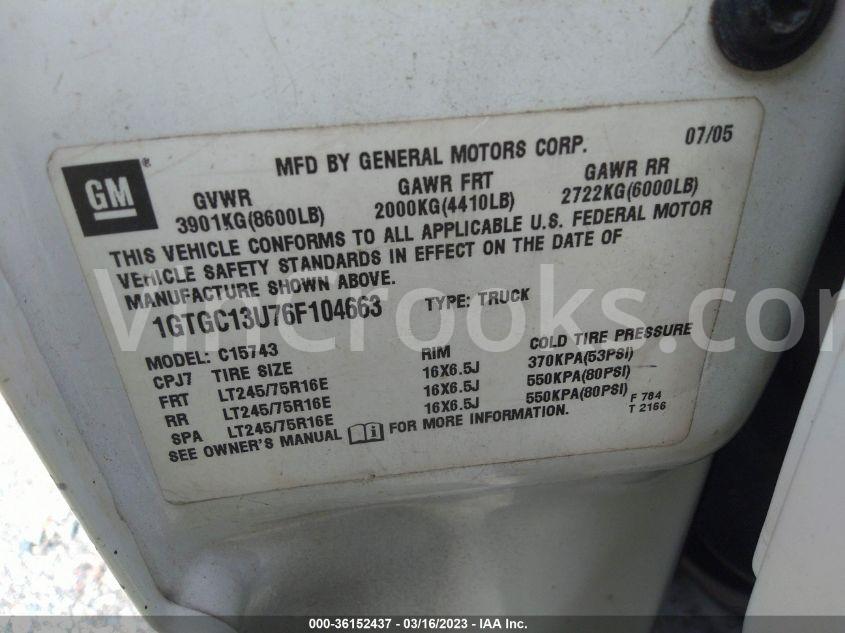 07/05
MFD BY GENERAL MOTORS CORP.
GM ®
GVWR GAWR FRT GAWR RR
3901KG(8600LB) 2000KG(4410LB) 2722KG(6000LB)
THIS VEHICLE CONFORMS TO ALL APPLICABLE U.S. FEDERAL MOTOR
VEHICLE SAFETY STANDARDS IN EFFECT ON THE DATE OF
MANUFACTURE SHOWN ABOVE.
1GTGC13U76F104663 TYPE: TRUCK
VinCrooks.com
MODEL: C15743
CPJ7 TIRE SIZE RIM COLD TIRE PRESSURE
FRT LT245/75R16E 16X6.5J 370KPA(53PSI)
RR LT245/75R16E 16X6.5J 550KPA(80PSI)
SPA LT245/75R16E 16X6.5J 550KPA(80PSI)
SEE OWNER'S MANUAL i FOR MORE INFORMATION.
F 784
T 2166
000-36152437 - 03/16/2023 - IAA Inc.